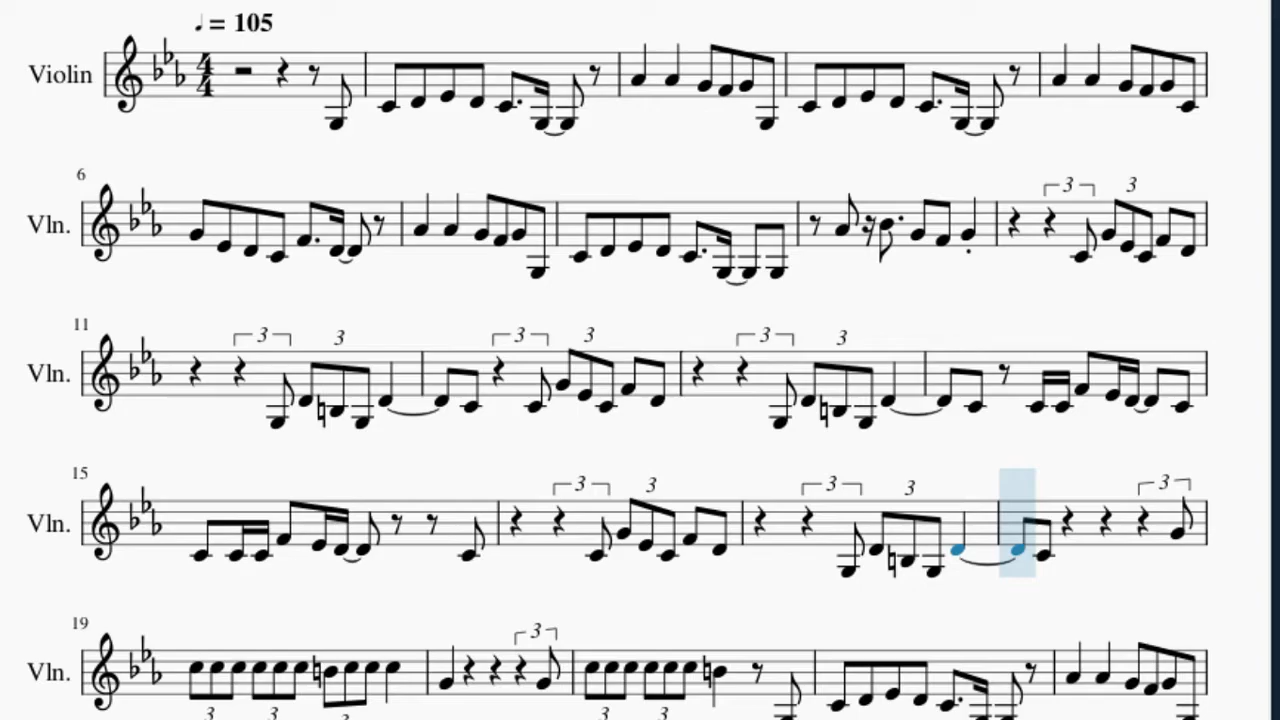 ♩ = 105
Violin
4
4
6
Vln.
3 3
11
Vln.
3 3 3 3 3 3
15
Vln.
3 3 3 3 3
19
Vln.
3
3 3 3 3 3